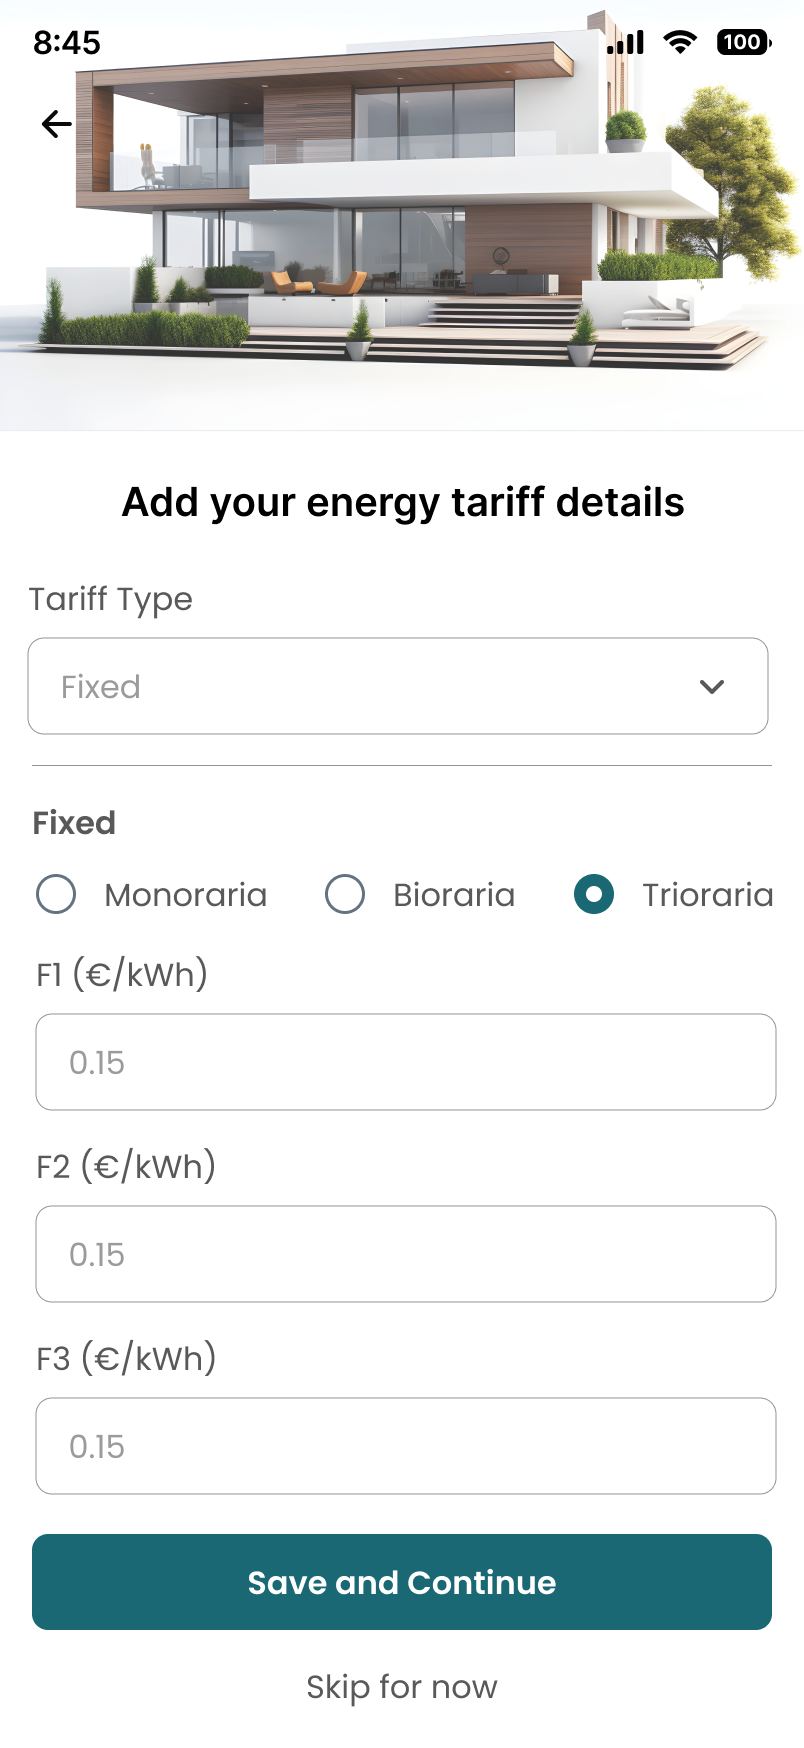 8:45
100
Add your energy tariff details
Tariff Type
Fixed
Fixed
Monoraria Bioraria Trioraria
F1 (€/kWh)
0.15
F2 (€/kWh)
0.15
F3 (€/kWh)
0.15
Save and Continue
Skip for now